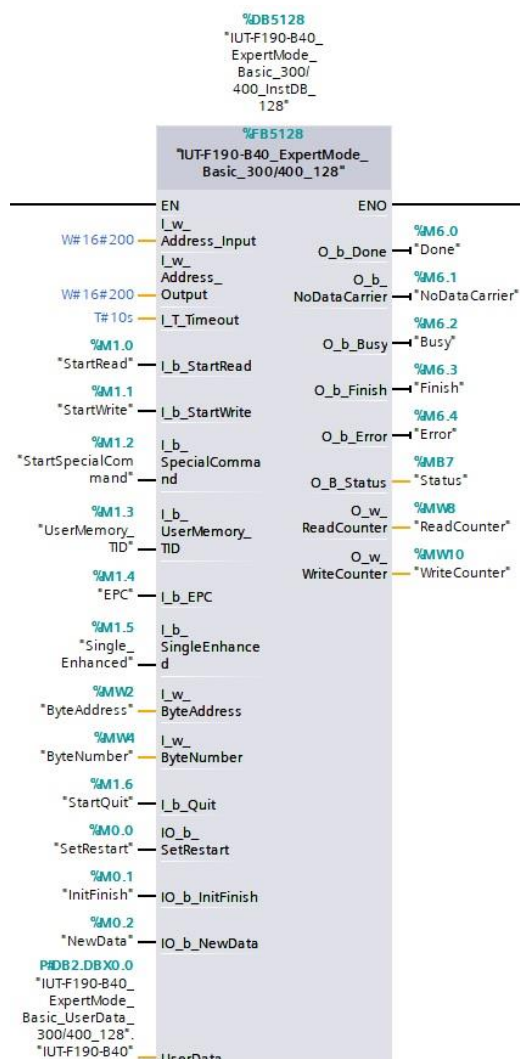 %DB5128
"IUT-F190-B40_
ExpertMode_
Basic_300/
400_InstDB_
128"
%FB5128
"IUT-F190-B40_ExpertMode_
Basic_300/400_128"
EN
ENO
W#16#200
I_w_
Address_Input
W#16#200
I_w_
Address_
Output
T#10s
I_T_Timeout
%M1.0
"StartRead"
I_b_StartRead
%M1.1
"StartWrite"
I_b_StartWrite
%M1.2
"StartSpecialCom
mand"
I_b_
SpecialComma
nd
%M1.3
"UserMemory_
TID"
I_b_
UserMemory_
TID
%M1.4
"EPC"
I_b_EPC
%M1.5
"Single_
Enhanced"
I_b_
SingleEnhance
d
%MW2
"ByteAddress"
I_w_
ByteAddress
%MW4
"ByteNumber"
I_w_
ByteNumber
%M1.6
"StartQuit"
I_b_Quit
%M0.0
"SetRestart"
IO_b_
SetRestart
%M0.1
"InitFinish"
IO_b_InitFinish
%M0.2
"NewData"
IO_b_NewData
P#DB2.DBX0.0
"IUT-F190-B40_
ExpertMode_
Basic_UserData_
300/400_128".
"IUT-F190-B40"
UserData
O_b_Done
%M6.0
"Done"
O_b_
NoDataCarrier
%M6.1
"NoDataCarrier"
O_b_Busy
%M6.2
"Busy"
O_b_Finish
%M6.3
"Finish"
O_b_Error
%M6.4
"Error"
O_B_Status
%MB7
"Status"
O_w_
ReadCounter
%MW8
"ReadCounter"
O_w_
WriteCounter
%MW10
"WriteCounter"